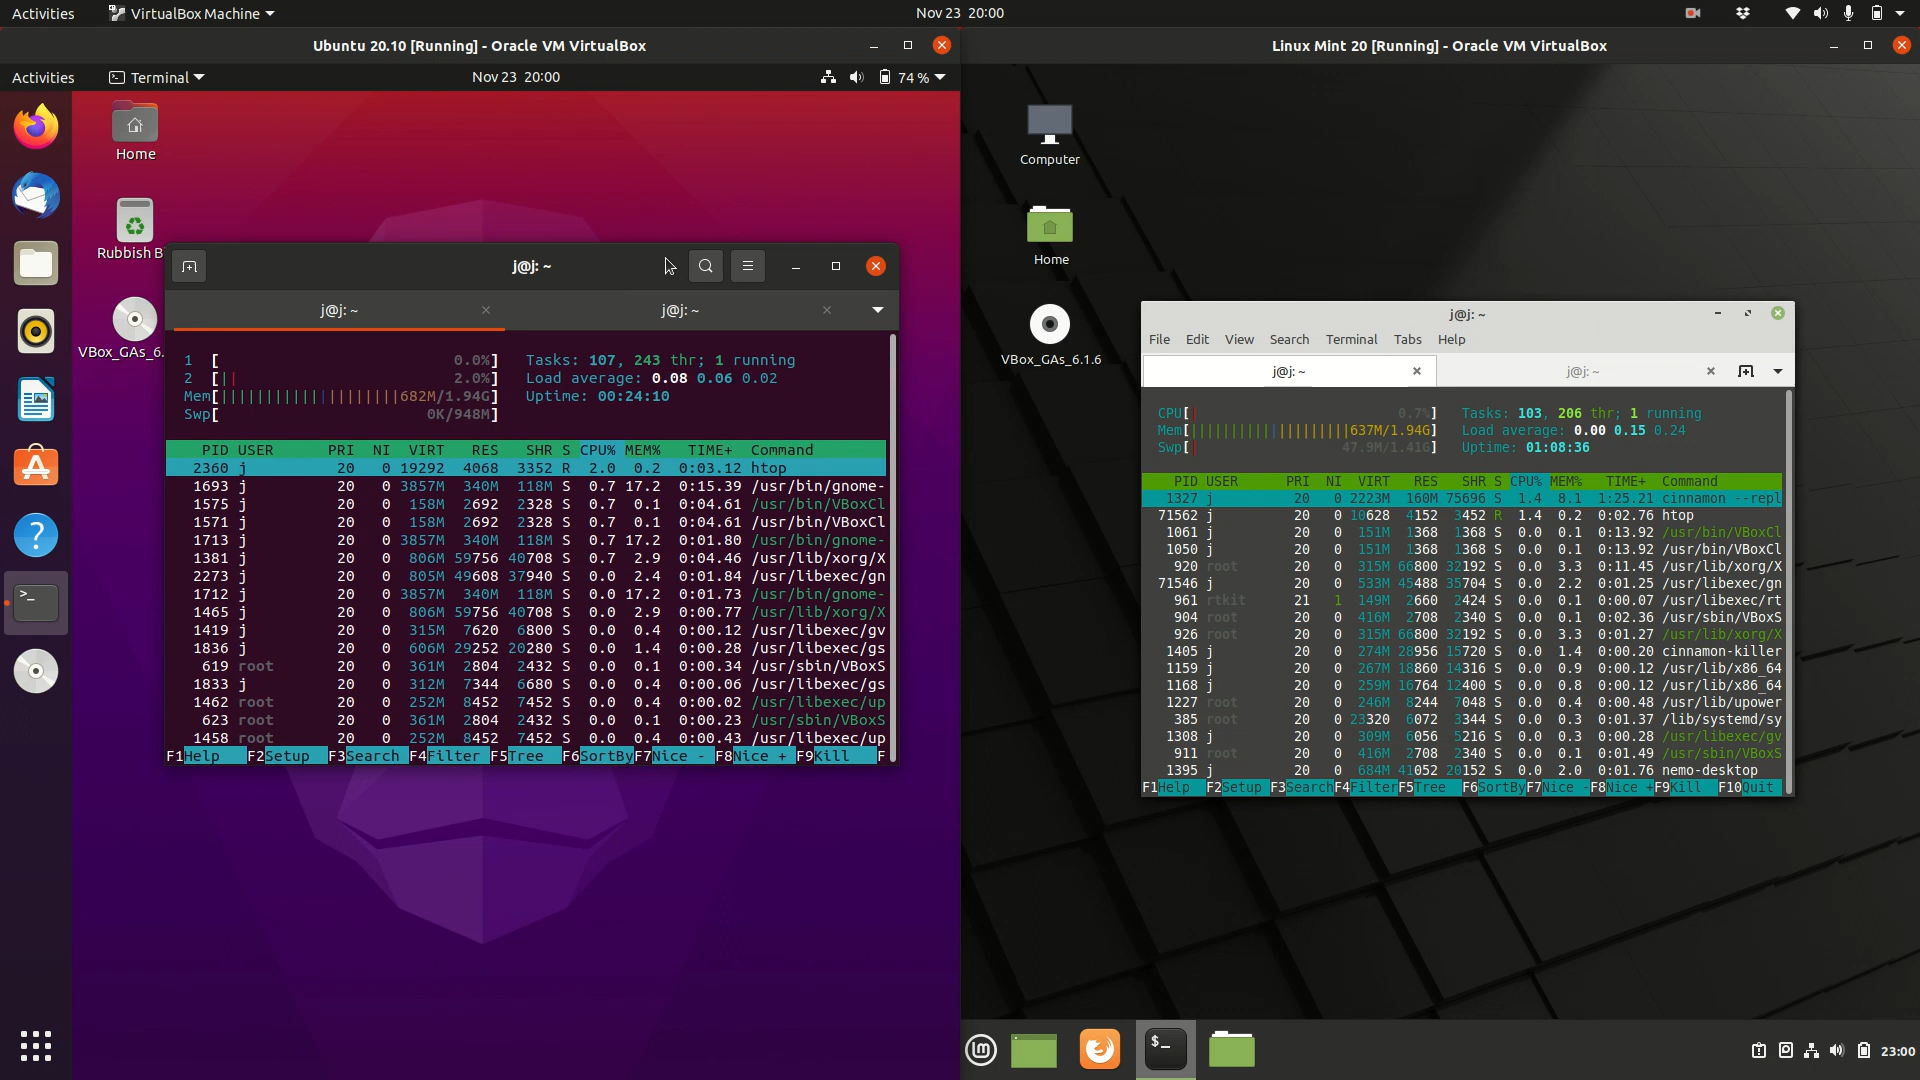 Activities VirtualBox Machine Nov 23 20:00
Ubuntu 20.10 [Running] - Oracle VM VirtualBox
Activities Terminal Nov 23 20:00 74 %
Home
Rubbish B
VBox_GAs_6.
j@j: ~
j@j: ~ × j@j: ~ ×
1 [ 0.0%] Tasks: 107, 243 thr; 1 running
2 [|| 2.0%] Load average: 0.08 0.06 0.02
Mem[||||||||||||||||||||682M/1.94G] Uptime: 00:24:10
Swp[ 0K/948M]
PID USER PRI NI VIRT RES SHR S CPU% MEM% TIME+ Command
2360 j 20 0 19292 4068 3352 R 2.0 0.2 0:03.12 htop
1693 j 20 0 3857M 340M 118M S 0.7 17.2 0:15.39 /usr/bin/gnome-
1575 j 20 0 158M 2692 2328 S 0.7 0.1 0:04.61 /usr/bin/VBoxCl
1571 j 20 0 158M 2692 2328 S 0.7 0.1 0:04.61 /usr/bin/VBoxCl
1713 j 20 0 3857M 340M 118M S 0.7 17.2 0:01.80 /usr/bin/gnome-
1381 j 20 0 806M 59756 40708 S 0.7 2.9 0:04.46 /usr/lib/xorg/X
2273 j 20 0 805M 49608 37940 S 0.0 2.4 0:01.84 /usr/libexec/gn
1712 j 20 0 3857M 340M 118M S 0.0 17.2 0:01.73 /usr/bin/gnome-
1465 j 20 0 806M 59756 40708 S 0.0 2.9 0:00.77 /usr/lib/xorg/X
1419 j 20 0 315M 7620 6800 S 0.0 0.4 0:00.12 /usr/libexec/gv
1836 j 20 0 606M 29252 20280 S 0.0 1.4 0:00.28 /usr/libexec/gs
619 root 20 0 361M 2804 2432 S 0.0 0.1 0:00.34 /usr/sbin/VBoxS
1833 j 20 0 312M 7344 6680 S 0.0 0.4 0:00.06 /usr/libexec/gs
1462 root 20 0 252M 8452 7452 S 0.0 0.4 0:00.02 /usr/libexec/up
623 root 20 0 361M 2804 2432 S 0.0 0.1 0:00.23 /usr/sbin/VBoxS
1458 root 20 0 252M 8452 7452 S 0.0 0.4 0:00.43 /usr/libexec/up
F1Help F2Setup F3Search F4Filter F5Tree F6SortByF7Nice - F8Nice + F9Kill F
Linux Mint 20 [Running] - Oracle VM VirtualBox
Computer
Home
VBox_GAs_6.1.6
j@j: ~
File Edit View Search Terminal Tabs Help
j@j: ~ × j@j: ~ ×
CPU[| 0.7%] Tasks: 103, 206 thr; 1 running
Mem[||||||||||||||||||||637M/1.94G] Load average: 0.00 0.15 0.24
Swp[| 47.9M/1.41G] Uptime: 01:08:36
PID USER PRI NI VIRT RES SHR S CPU% MEM% TIME+ Command
1327 j 20 0 2223M 160M 75696 S 1.4 8.1 1:25.21 cinnamon --repl
71562 j 20 0 10628 4152 3452 R 1.4 0.2 0:02.76 htop
1061 j 20 0 151M 1368 1368 S 0.0 0.1 0:13.92 /usr/bin/VBoxCl
1050 j 20 0 151M 1368 1368 S 0.0 0.1 0:13.92 /usr/bin/VBoxCl
920 root 20 0 315M 66800 32192 S 0.0 3.3 0:11.45 /usr/lib/xorg/X
71546 j 20 0 533M 45488 35704 S 0.0 2.2 0:01.25 /usr/libexec/gn
961 rtkit 21 1 149M 2660 2424 S 0.0 0.1 0:00.07 /usr/libexec/rt
904 root 20 0 416M 2708 2340 S 0.0 0.1 0:02.36 /usr/sbin/VBoxS
926 root 20 0 315M 66800 32192 S 0.0 3.3 0:01.27 /usr/lib/xorg/X
1405 j 20 0 274M 28956 15720 S 0.0 1.4 0:00.20 cinnamon-killer
1159 j 20 0 267M 18860 14316 S 0.0 0.9 0:00.12 /usr/lib/x86_64
1168 j 20 0 259M 16764 12400 S 0.0 0.8 0:00.12 /usr/lib/x86_64
1227 root 20 0 246M 8244 7048 S 0.0 0.4 0:00.48 /usr/lib/upower
385 root 20 0 23320 6072 3344 S 0.0 0.3 0:01.37 /lib/systemd/sy
1308 j 20 0 309M 6056 5216 S 0.0 0.3 0:00.28 /usr/libexec/gv
911 root 20 0 416M 2708 2340 S 0.0 0.1 0:01.49 /usr/sbin/VBoxS
1395 j 20 0 684M 41052 20152 S 0.0 2.0 0:01.76 nemo-desktop
F1Help F2Setup F3SearchF4FilterF5Tree F6SortByF7Nice -F8Nice +F9Kill F10Quit
23:00